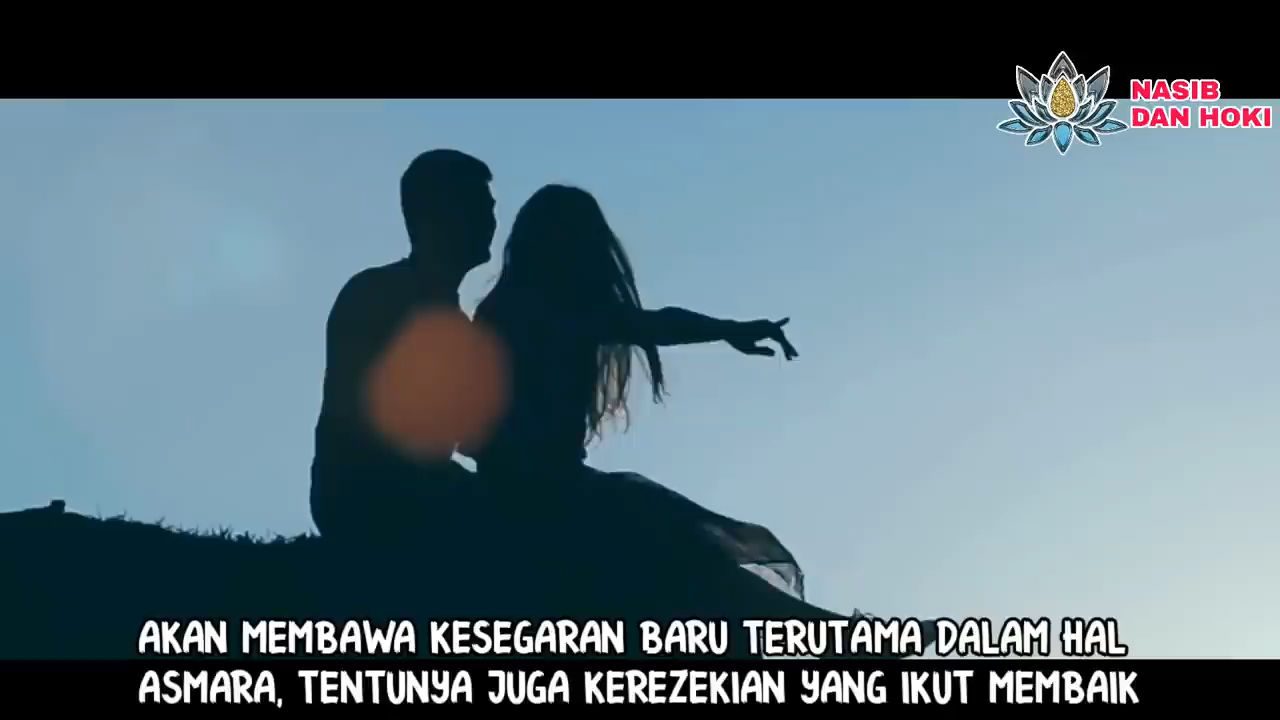 NASIB
DAN HOKI
AKAN MEMBAWA KESEGARAN BARU TERUTAMA DALAM HAL
ASMARA, TENTUNYA JUGA KEREZEKIAN YANG IKUT MEMBAIK